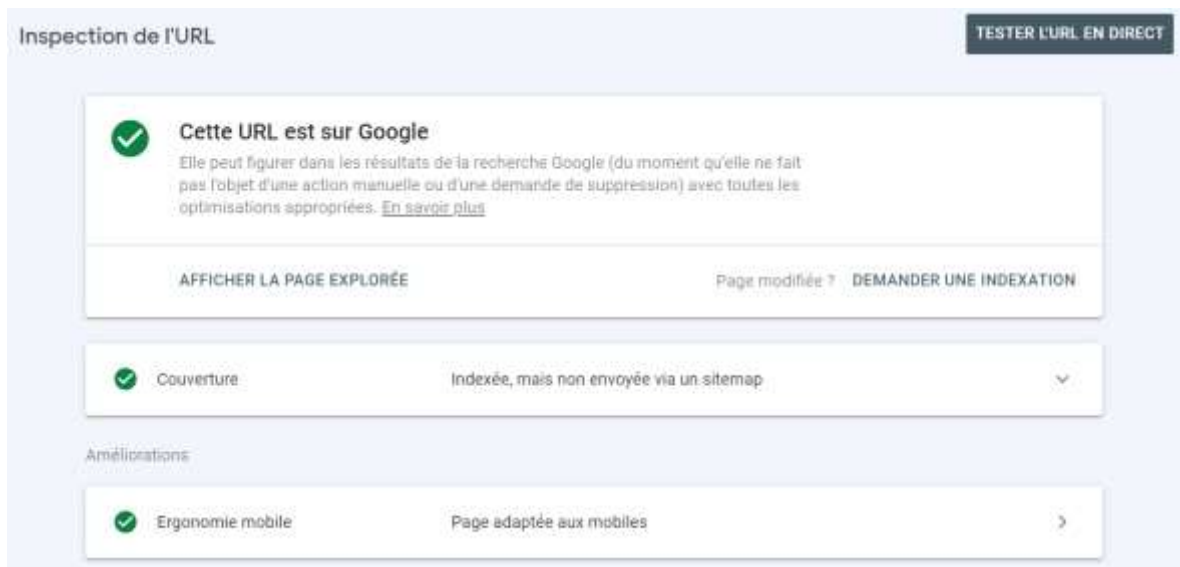 Inspection de l'URL
TESTER L'URL EN DIRECT
Cette URL est sur Google
Elle peut figurer dans les résultats de la recherche Google (du moment qu'elle ne fait
pas l'objet d'une action manuelle ou d'une demande de suppression) avec toutes les
optimisations appropriées. En savoir plus
AFFICHER LA PAGE EXPLORÉE
Page modifiée ? DEMANDER UNE INDEXATION
Couverture
Indexée, mais non envoyée via un sitemap
Améliorations
Ergonomie mobile
Page adaptée aux mobiles